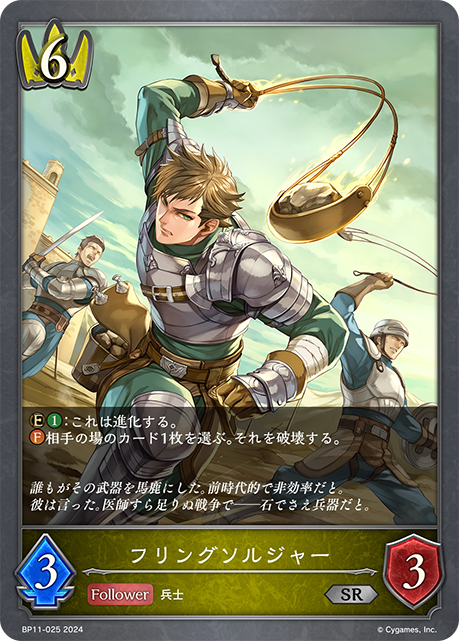 6
E 1:これは進化する。
F 相手の場のカード1枚を選ぶ。それを破壊する。
誰もがその武器を馬鹿にした。前時代的で非効率だと。
彼は言った。医師すら足りぬ戦争で――石でさえ兵器だと。
フリングソルジャー
3
Follower 兵士
SR
3
BP11-025 2024
© Cygames, Inc.